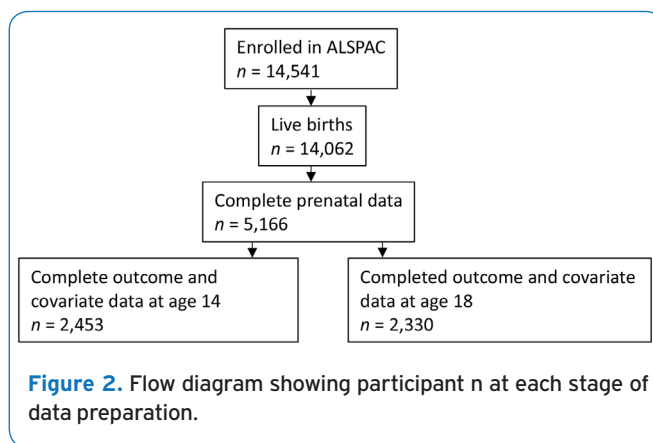 Enrolled in ALSPAC
n = 14,541
Live births
n = 14,062
Complete prenatal data
n = 5,166
Complete outcome and
covariate data at age 14
n = 2,453
Completed outcome and covariate
data at age 18
n = 2,330
Figure 2. Flow diagram showing participant n at each stage of
data preparation.